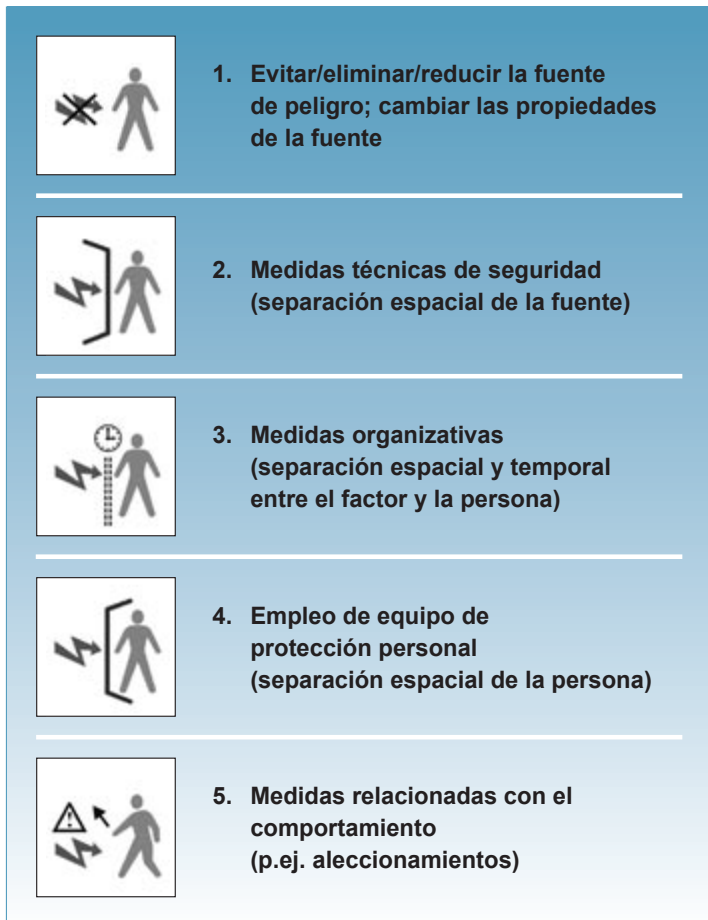 1. Evitar/eliminar/reducir la fuente
de peligro; cambiar las propiedades
de la fuente
2. Medidas técnicas de seguridad
(separación espacial de la fuente)
3. Medidas organizativas
(separación espacial y temporal
entre el factor y la persona)
4. Empleo de equipo de
protección personal
(separación espacial de la persona)
5. Medidas relacionadas con el
comportamiento
(p.ej. aleccionamientos)